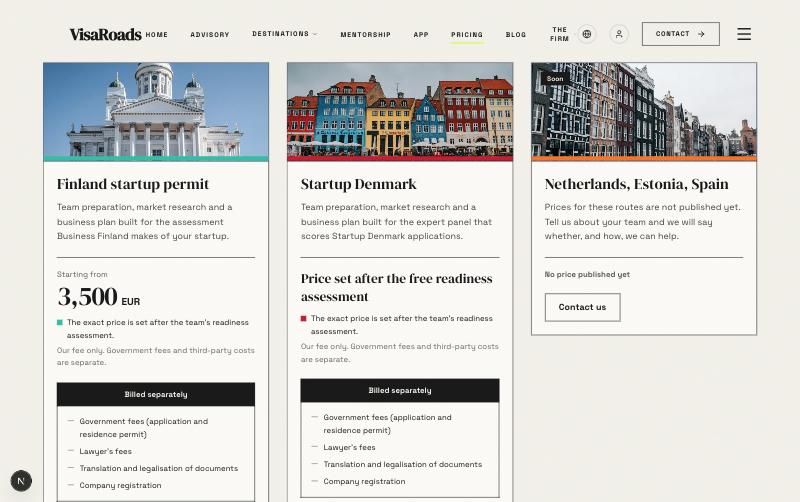 VisaRoads
HOME
ADVISORY
DESTINATIONS
MENTORSHIP
APP
PRICING
BLOG
THE FIRM
CONTACT
Finland startup permit
Team preparation, market research and a
business plan built for the assessment
Business Finland makes of your startup.
Starting from
3,500 EUR
The exact price is set after the team's readiness
assessment.
Our fee only. Government fees and third-party costs
are separate.
Billed separately
— Government fees (application and
residence permit)
— Lawyer's fees
— Translation and legalisation of documents
— Company registration
Startup Denmark
Team preparation, market research and a
business plan built for the expert panel that
scores Startup Denmark applications.
Price set after the free readiness
assessment
The exact price is set after the team's readiness
assessment.
Our fee only. Government fees and third-party costs
are separate.
Billed separately
— Government fees (application and
residence permit)
— Lawyer's fees
— Translation and legalisation of documents
— Company registration
Soon
Netherlands, Estonia, Spain
Prices for these routes are not published yet.
Tell us about your team and we will say
whether, and how, we can help.
No price published yet
Contact us
N